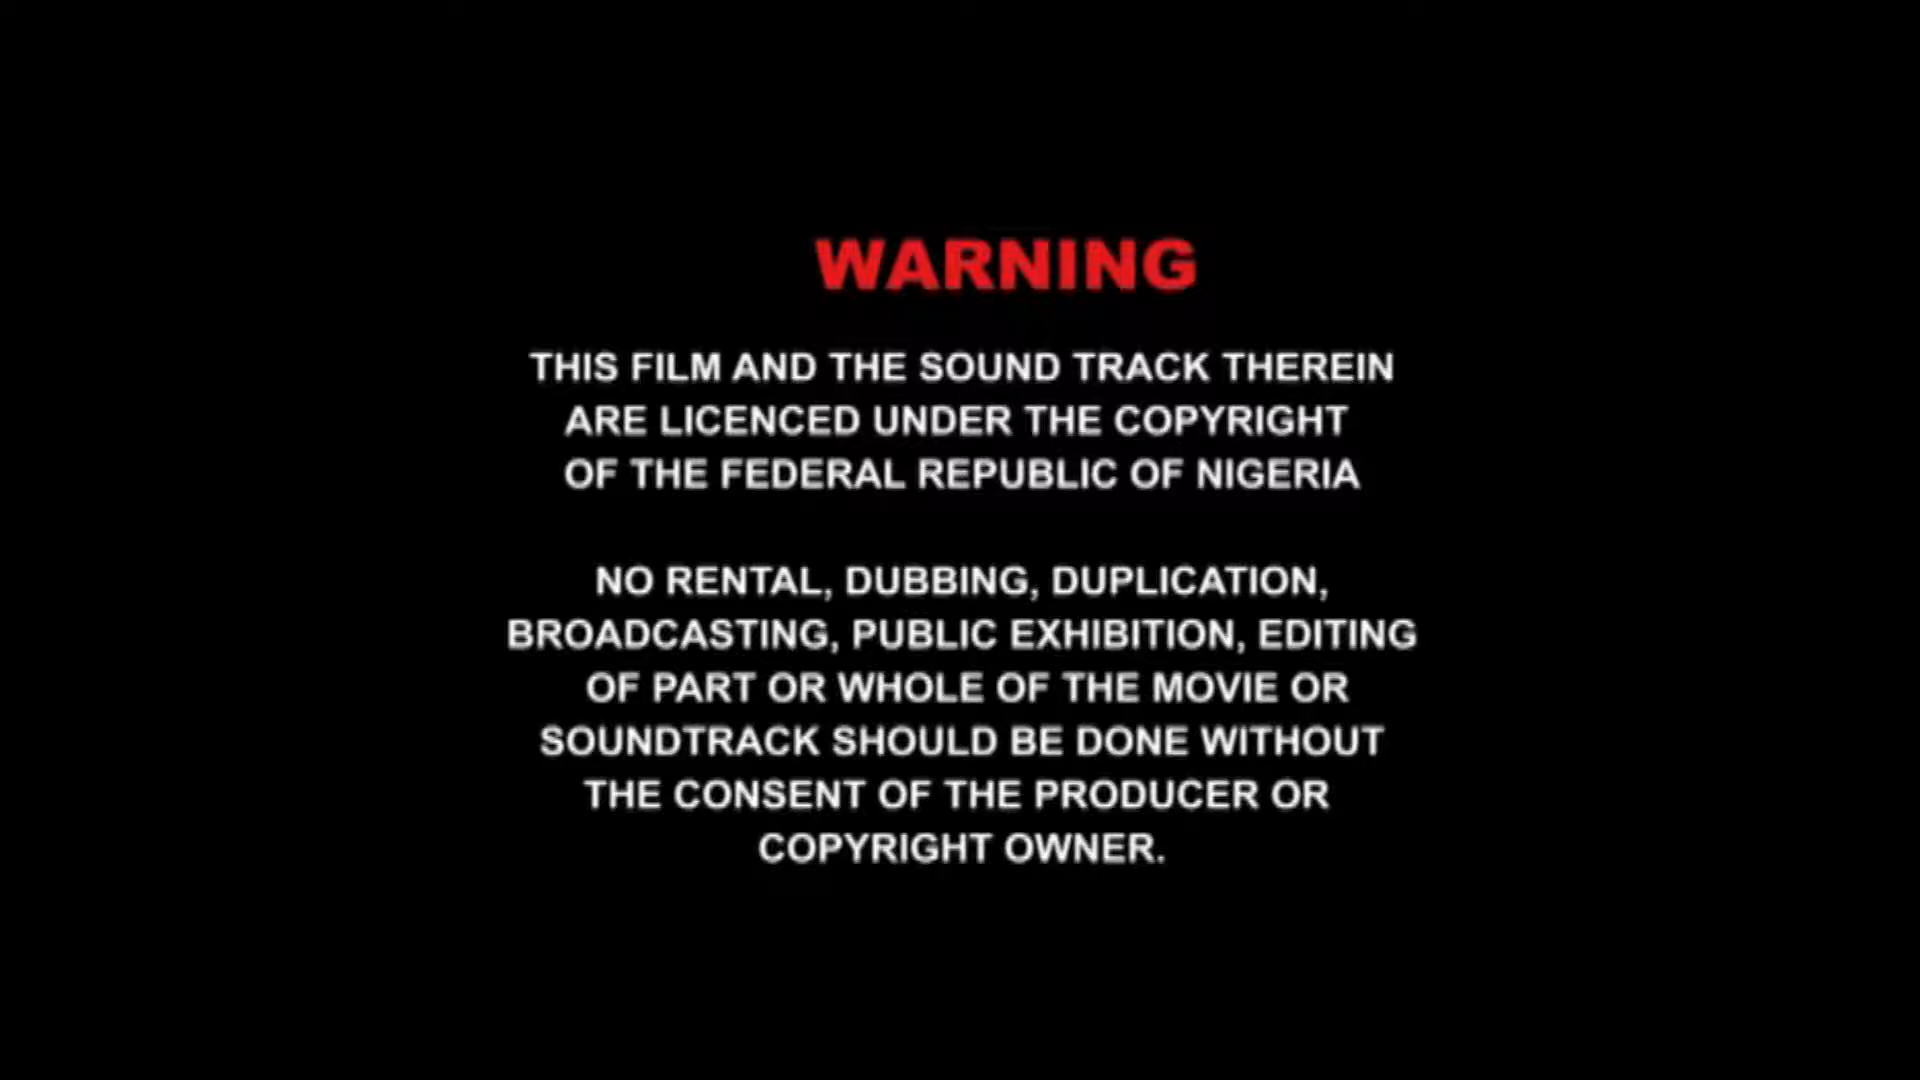 WARNING
THIS FILM AND THE SOUND TRACK THEREIN
ARE LICENCED UNDER THE COPYRIGHT
OF THE FEDERAL REPUBLIC OF NIGERIA
NO RENTAL, DUBBING, DUPLICATION,
BROADCASTING, PUBLIC EXHIBITION, EDITING
OF PART OR WHOLE OF THE MOVIE OR
SOUNDTRACK SHOULD BE DONE WITHOUT
THE CONSENT OF THE PRODUCER OR
COPYRIGHT OWNER.